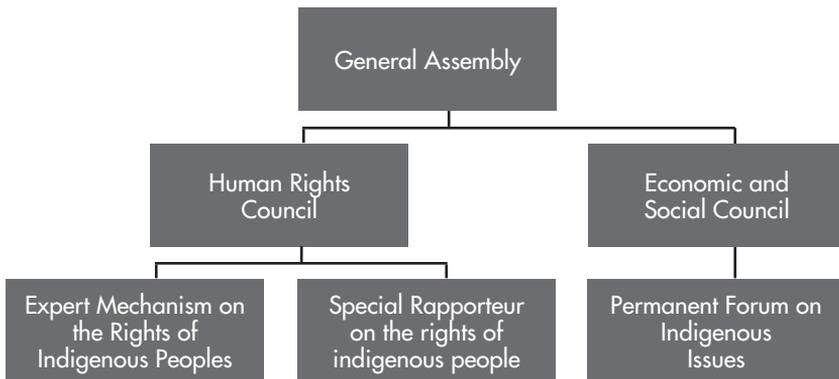 General Assembly
Human Rights
Council
Economic and
Social Council
Expert Mechanism on
the Rights of
Indigenous Peoples
Special Rapporteur
on the rights of
indigenous people
Permanent Forum on
Indigenous
Issues